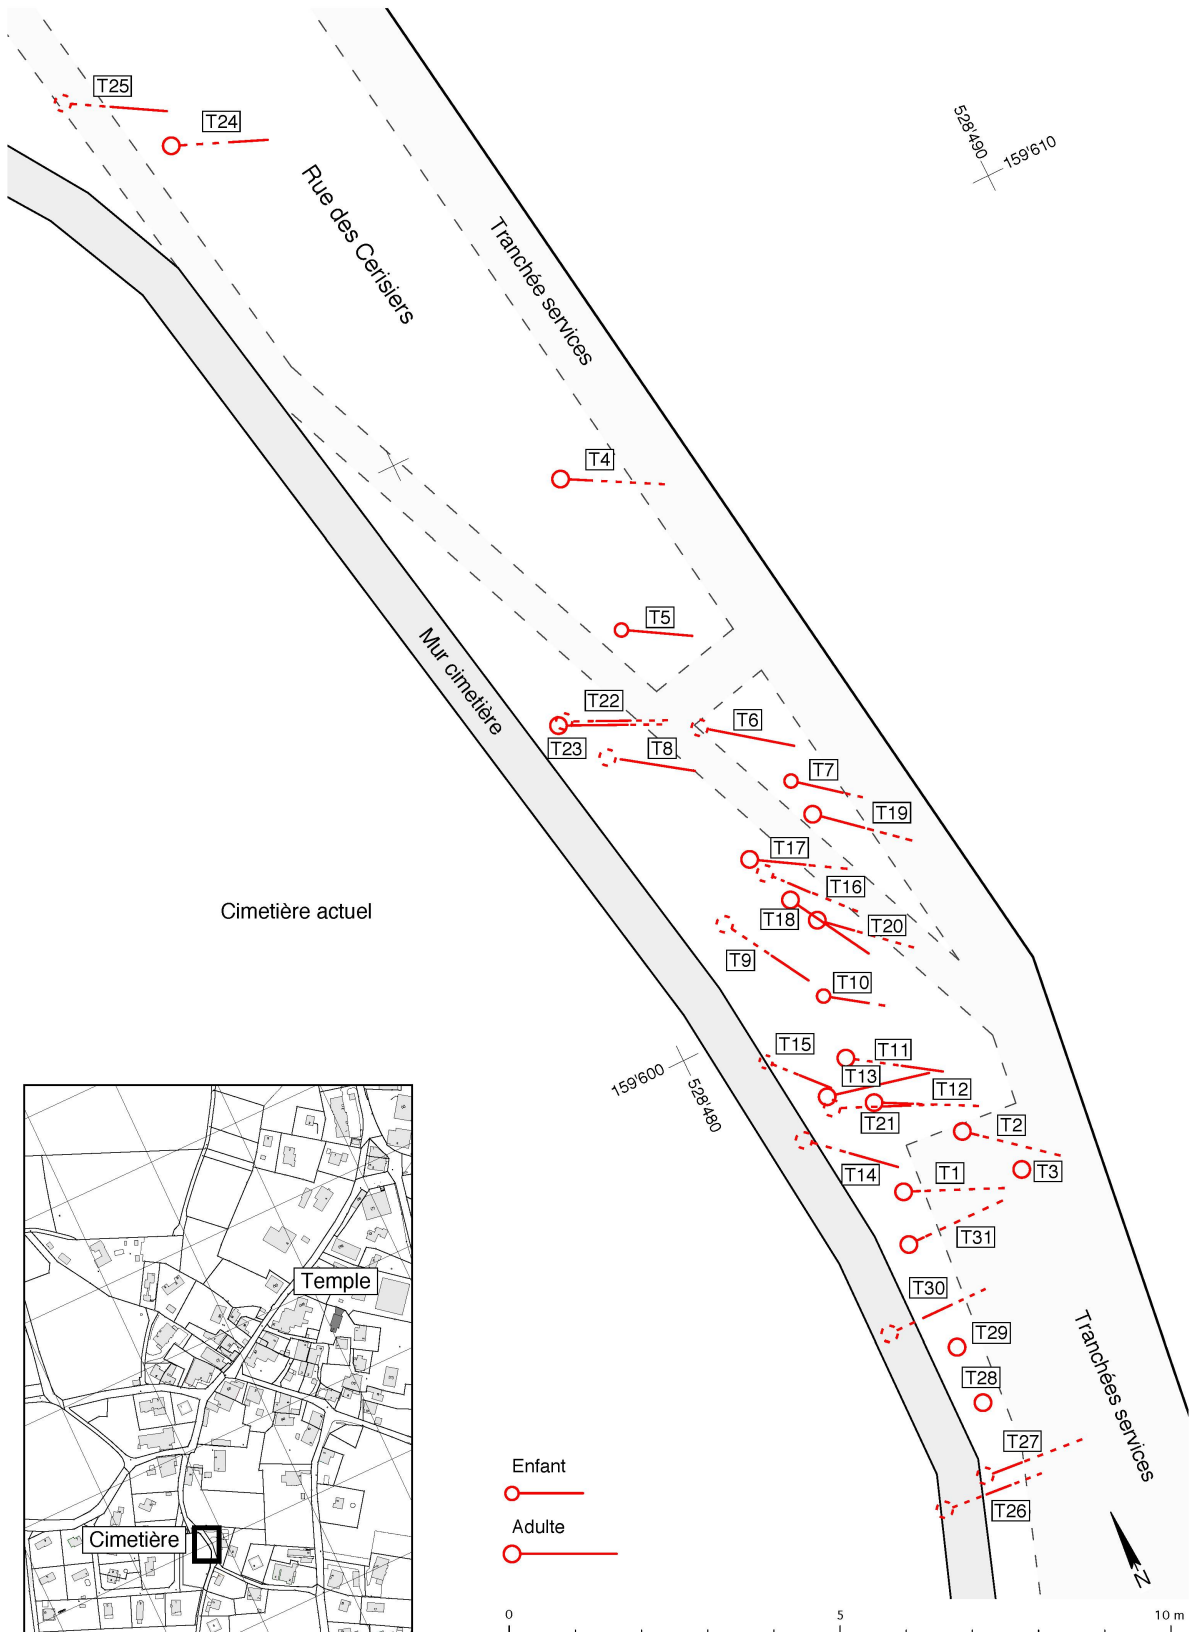 T25
T24
528'490
159'610
Rue des Cerisiers
Tranchée services
T4
T5
Mur cimetière
T22
T6
T23
T8
T7
T19
T17
T16
T18
T20
Cimetière actuel
T9
T10
T15
T11
159'600
528'480
T13
T12
T21
T2
T14
T1
T3
T31
Temple
T30
T29
T28
Tranchées services
T27
Enfant
T26
Adulte
Cimetière
N
0
5
10 m